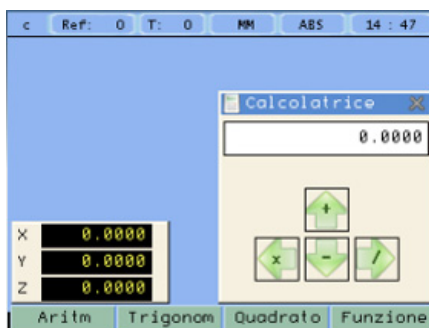 c Ref: 0 T: 0 MM ABS 14 : 47
Calcolatrice
0.0000
+
x - /
X 0.0000
Y 0.0000
Z 0.0000
Aritm Trigonom Quadrato Funzione